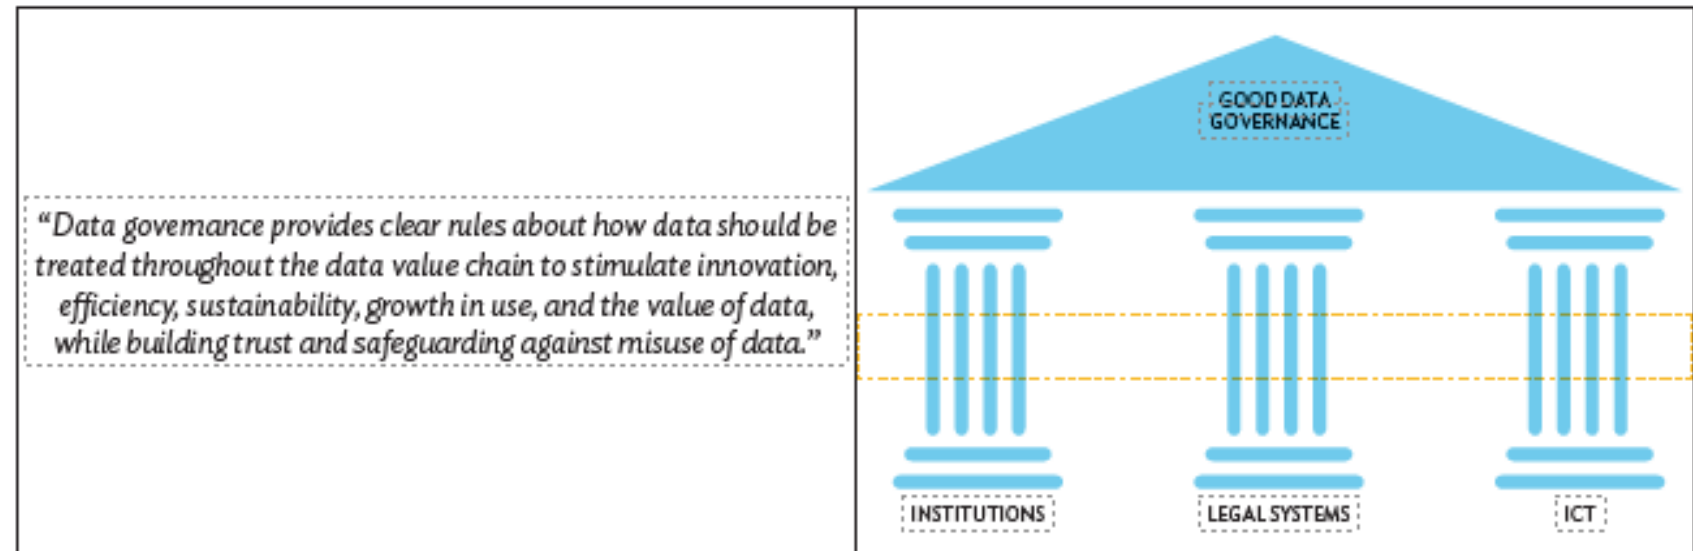 “Data governance provides clear rules about how data should be
treated throughout the data value chain to stimulate innovation,
efficiency, sustainability, growth in use, and the value of data,
while building trust and safeguarding against misuse of data.”
GOOD DATA
GOVERNANCE
INSTITUTIONS
LEGAL SYSTEMS
ICT